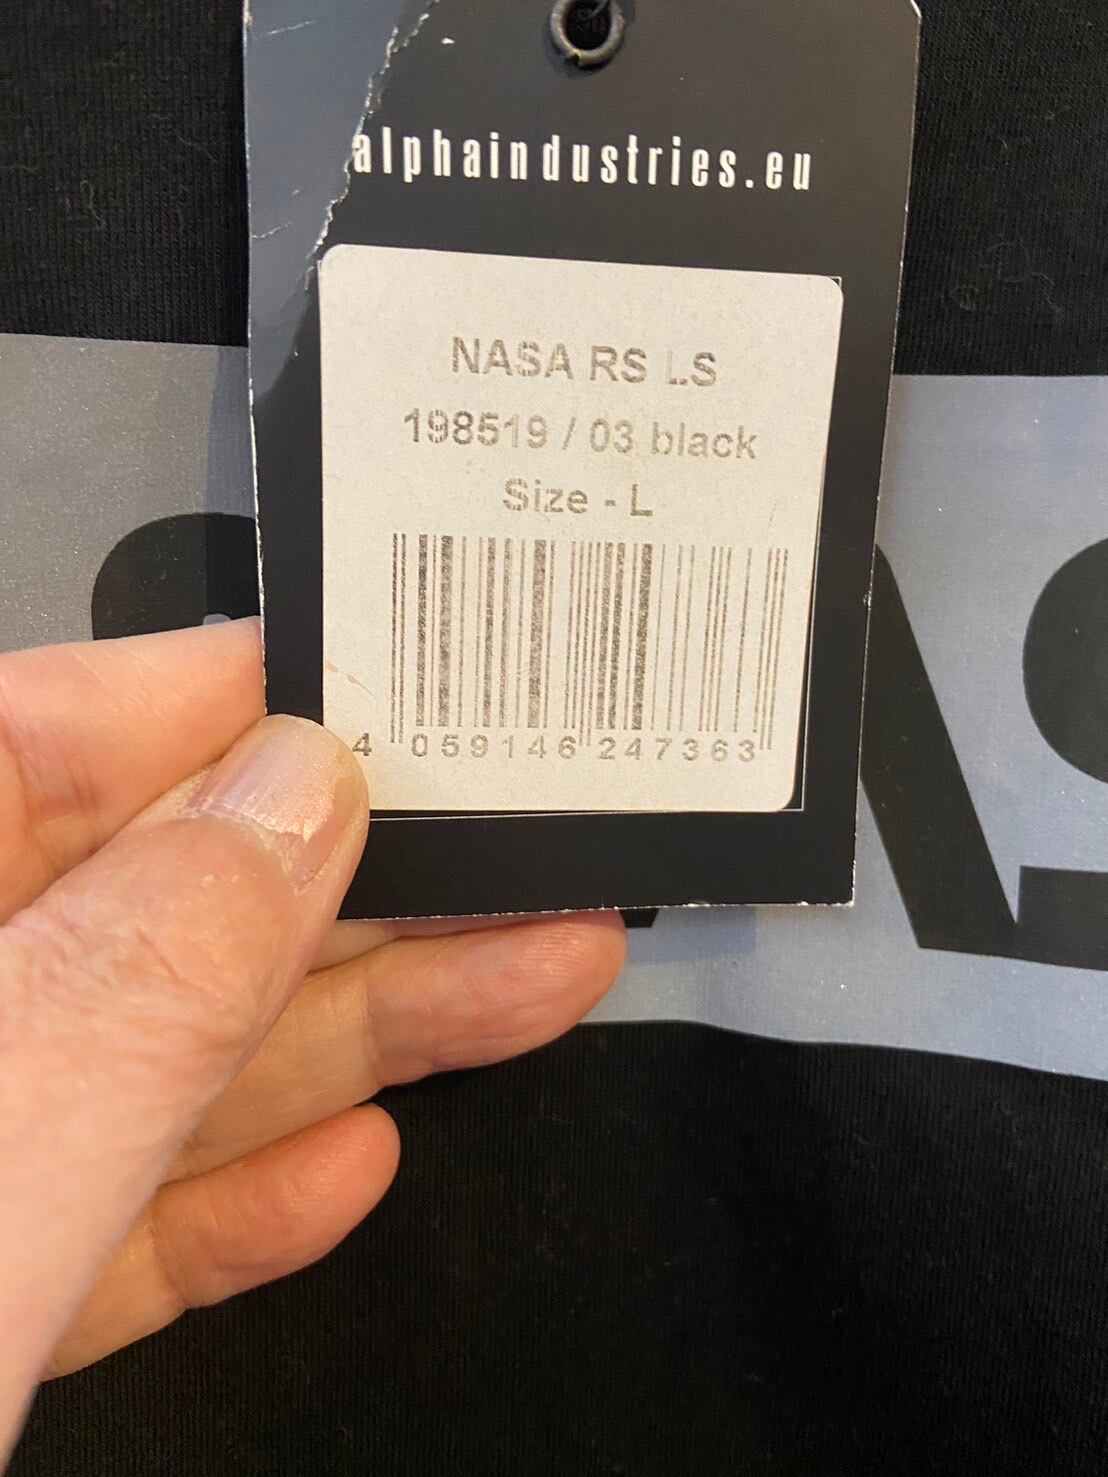 alphaindustries.eu
NASA RS LS
198519 / 03 black
Size - L
4 059146 247363